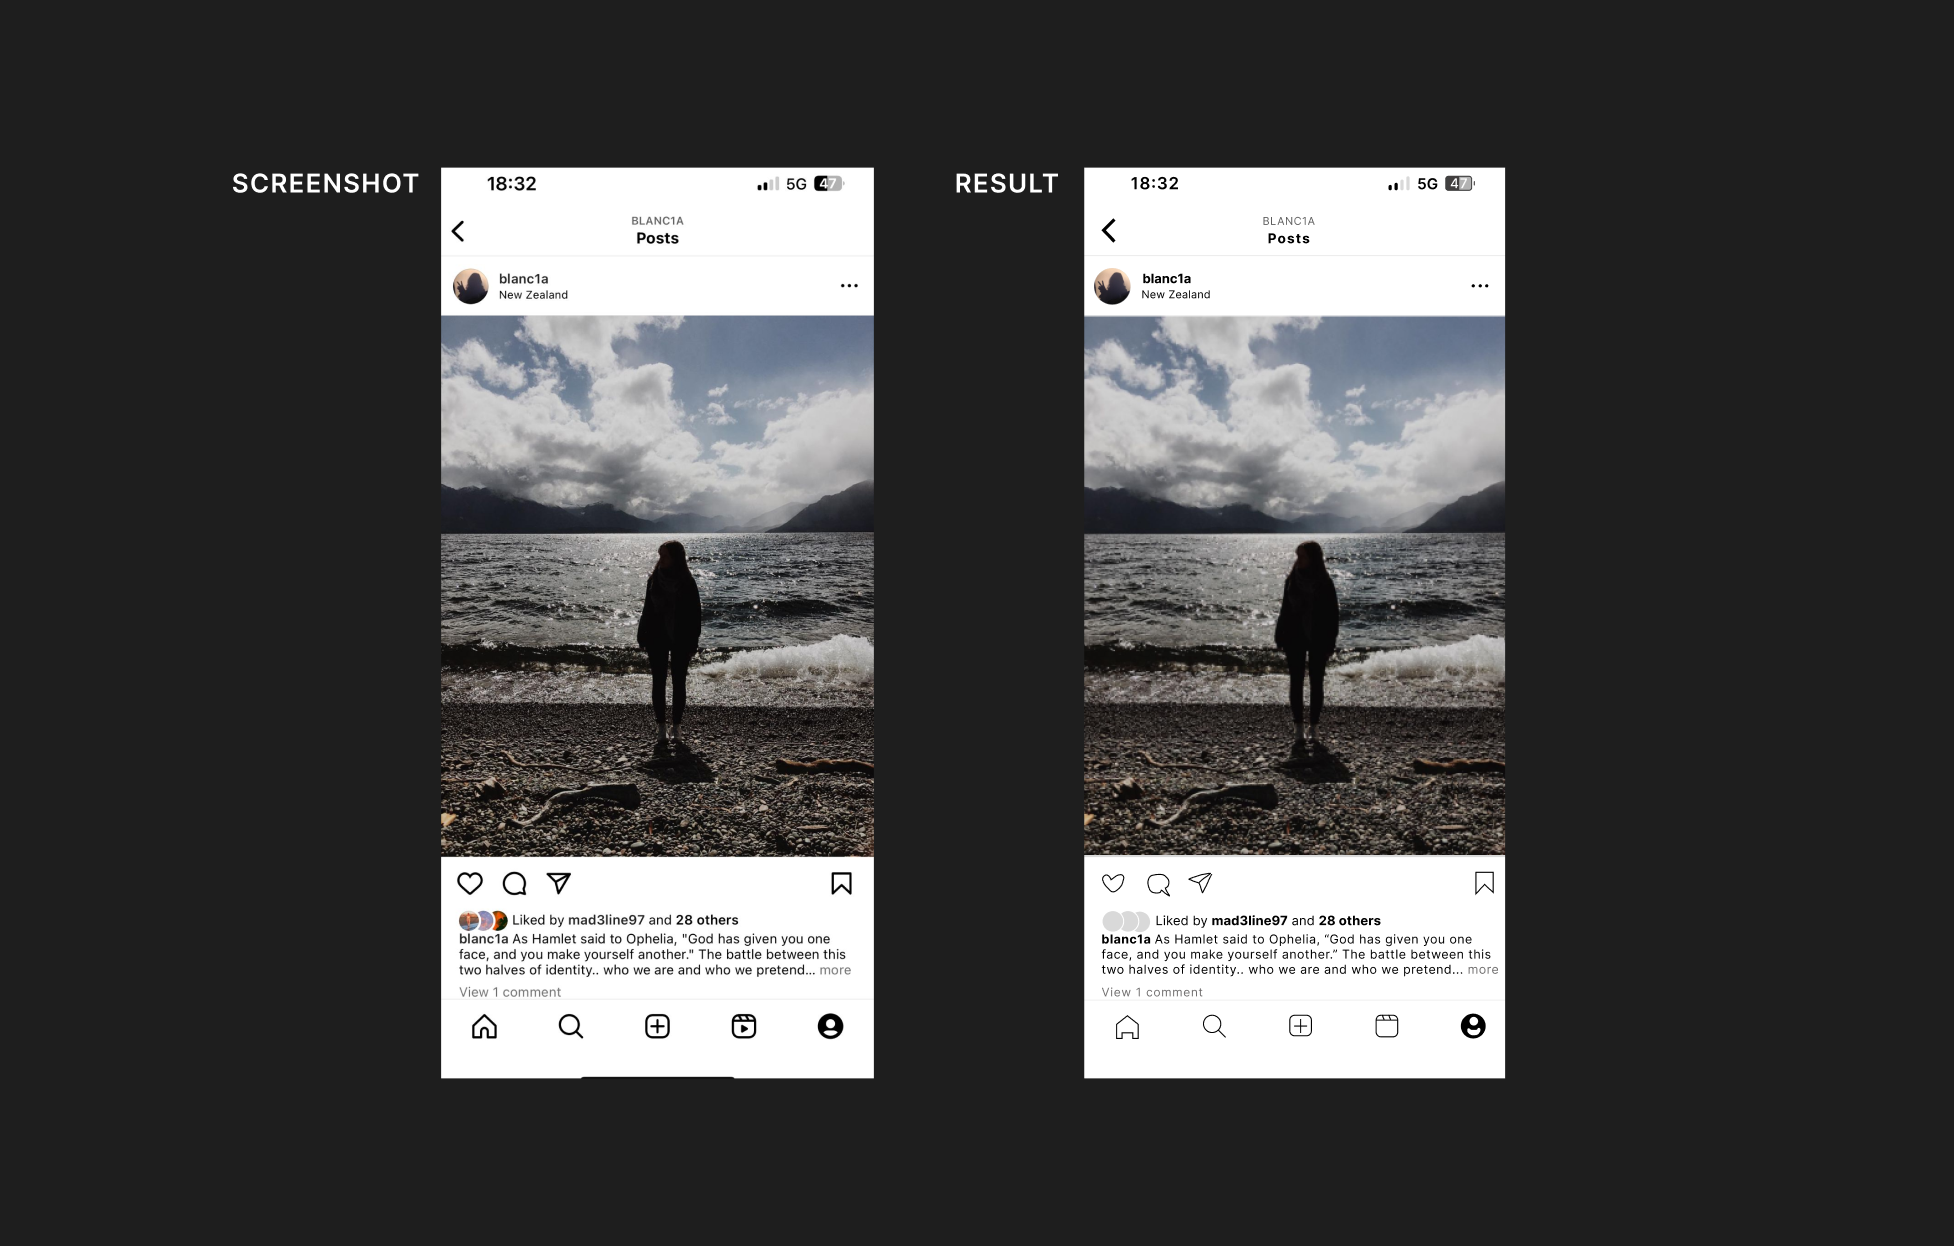 SCREENSHOT
18:32
5G 47
BLANC1A
Posts
blanc1a
New Zealand
Liked by mad3line97 and 28 others
blanc1a As Hamlet said to Ophelia, "God has given you one
face, and you make yourself another." The battle between this
two halves of identity.. who we are and who we pretend... more
View 1 comment
RESULT
18:32
5G 47
BLANC1A
Posts
blanc1a
New Zealand
Liked by mad3line97 and 28 others
blanc1a As Hamlet said to Ophelia, “God has given you one
face, and you make yourself another.” The battle between this
two halves of identity.. who we are and who we pretend... more
View 1 comment